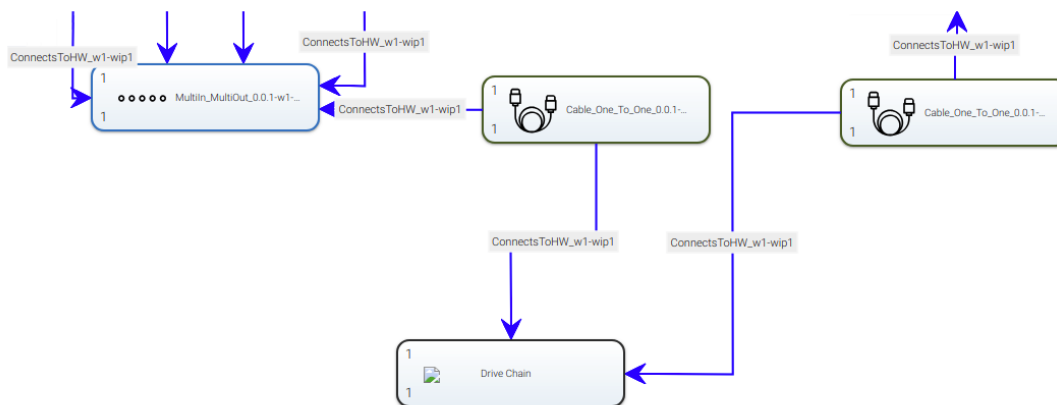 ConnectsToHW_w1-wip1
ConnectsToHW_w1-wip1
ConnectsToHW_w1-wip1
1
MultiIn_MultiOut_0.0.1-w1-...
1
ConnectsToHW_w1-wip1
1
Cable_One_To_One_0.0.1-...
1
1
Cable_One_To_One_0.0.1-...
1
ConnectsToHW_w1-wip1
ConnectsToHW_w1-wip1
1
Drive Chain
1